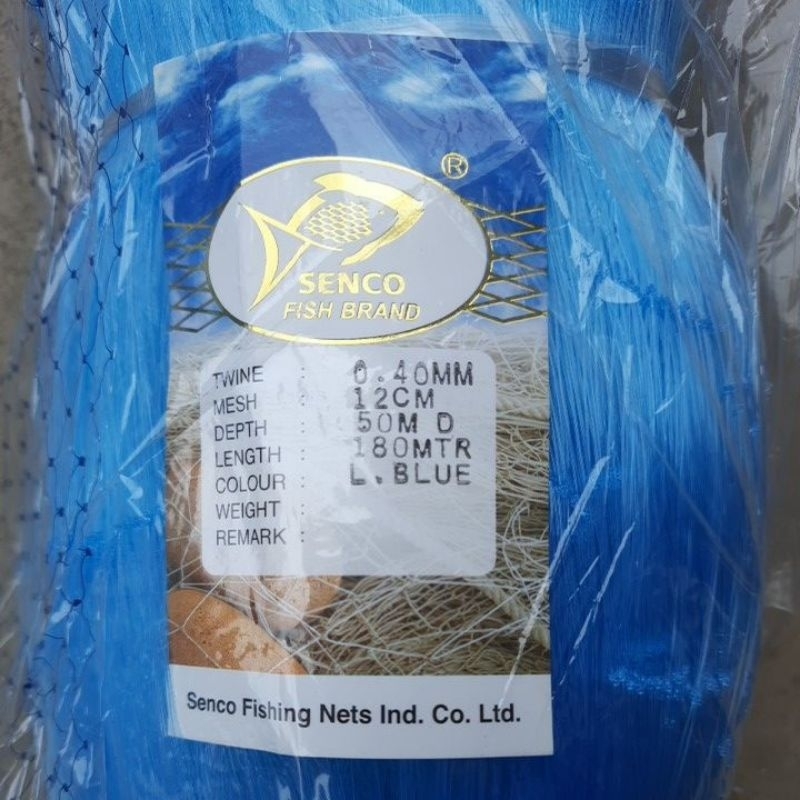 ®
SENCO
FISH BRAND
TWINE : 0.40MM
MESH : 12CM
DEPTH : 50M D
LENGTH : 180MTR
COLOUR : L.BLUE
WEIGHT :
REMARK :
Senco Fishing Nets Ind. Co. Ltd.